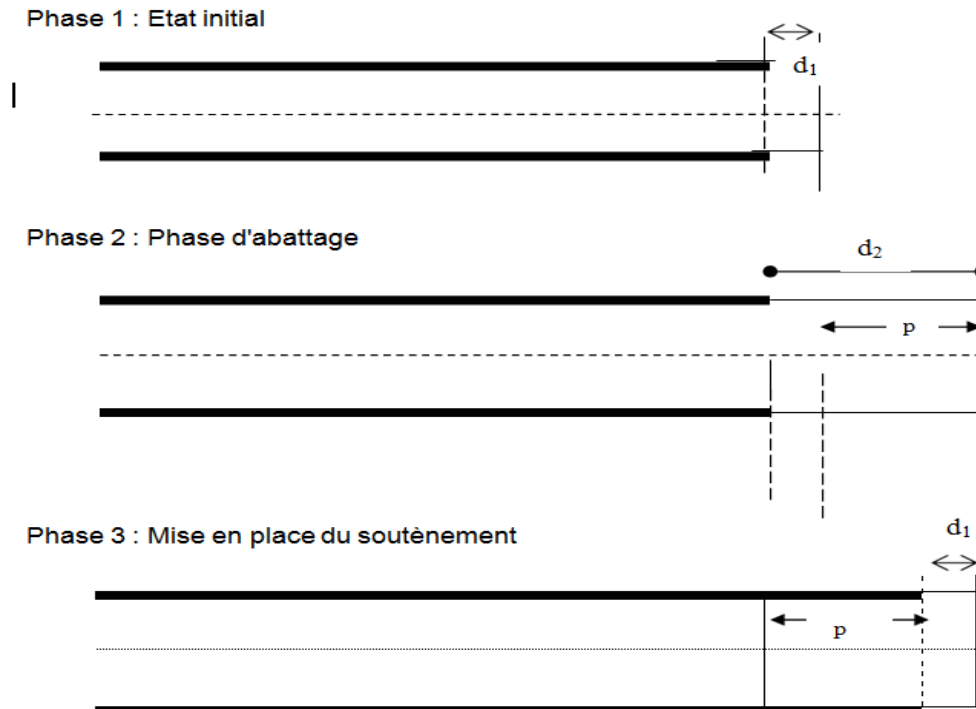 Phase 1 : Etat initial
d₁
Phase 2 : Phase d'abattage
d₂
p
Phase 3 : Mise en place du soutènement
d₁
p